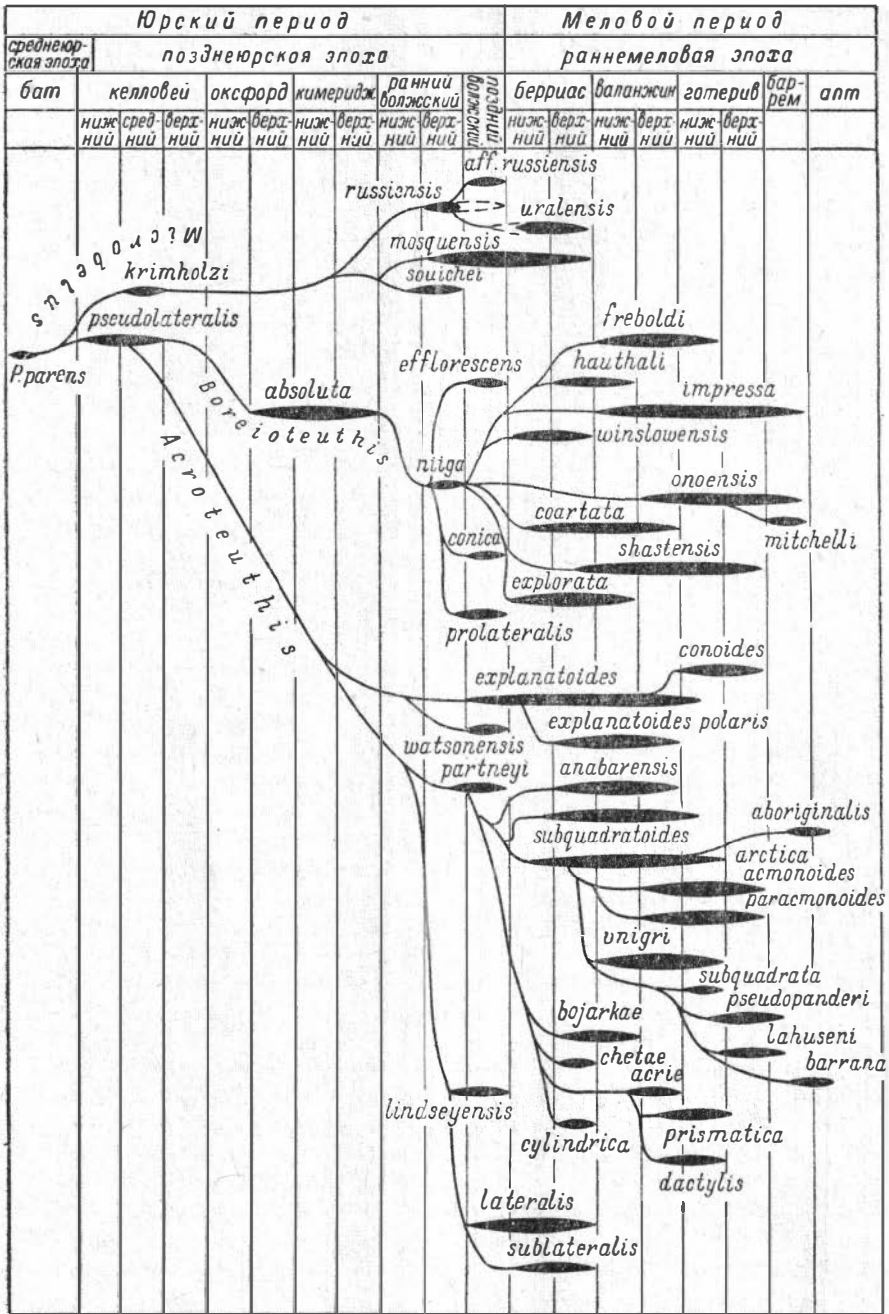 Юрский период Меловой период
среднеюр-
ская эпоха позднеюрская эпоха раннемеловая эпоха
бат келловей оксфорд кимеридж. ранний
волжский поздний
волжский берриас валанжин готерив бар-
рем апт
ниж-
ний сред-
ний верх-
ний ниж-
ний верх-
ний ниж-
ний верх-
ний ниж-
ний верх-
ний ниж-
ний верх-
ний ниж-
ний верх-
ний ниж-
ний верх-
ний
aff. russiensis
russiensis
uralensis
Microbelus
mosquensis
krimholzi
souichei
pseudolateralis
freboldi
P. parens
efflorescens
hauthali
absoluta
impressa
Boreioteuthis
winslowensis
Acroteuthis
niiga
onoensis
coartata
mitchelli
conica
shastensis
explorata
prolateralis
conoides
explanatoides
explanatoides polaris
watsonensis
partneyi
anabarensis
aboriginalis
subquadratoides
arctica
acmonoides
paracmonoides
vnigri
subquadrata
pseudopanderi
bojarkae
lahuseni
chetae
barrana
acrie
lindseyensis
cylindrica
prismatica
dactylis
lateralis
sublateralis